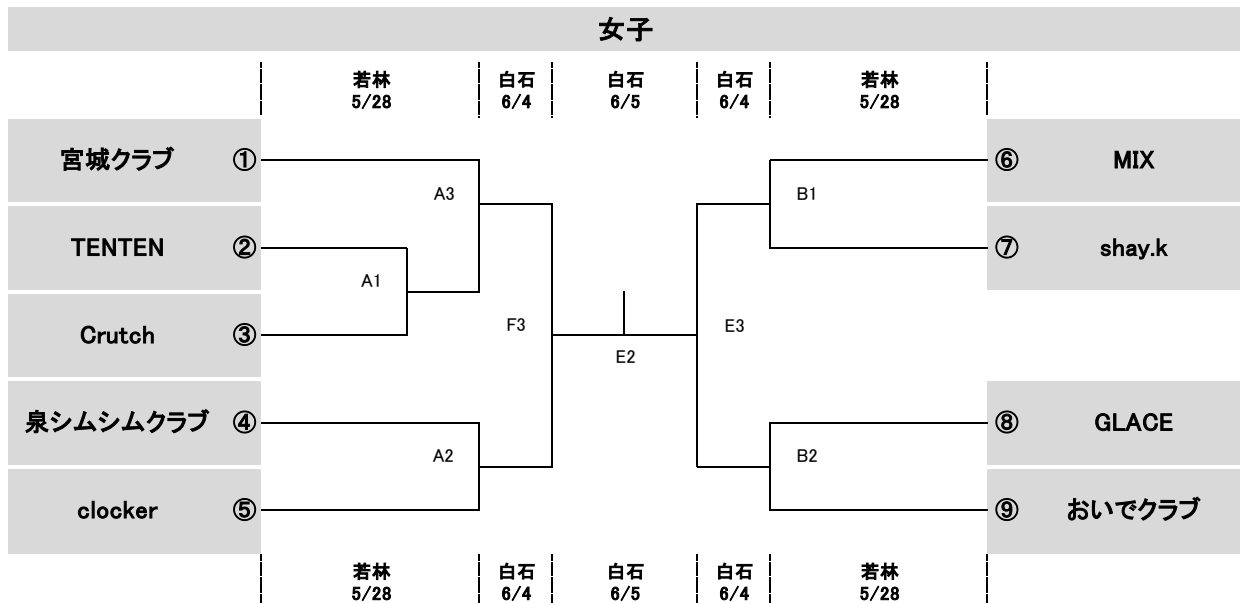 女子
若林 白石 白石 白石 若林
5/28 6/4 6/5 6/4 5/28
宮城クラブ ① ⑥ MIX
A3 B1
TENTEN ② ⑦ shay.k
A1
Crutch ③ F3 E3
E2
泉シムシムクラブ ④ ⑧ GLACE
A2 B2
clocker ⑤ ⑨ おいでクラブ
若林 白石 白石 白石 若林
5/28 6/4 6/5 6/4 5/28